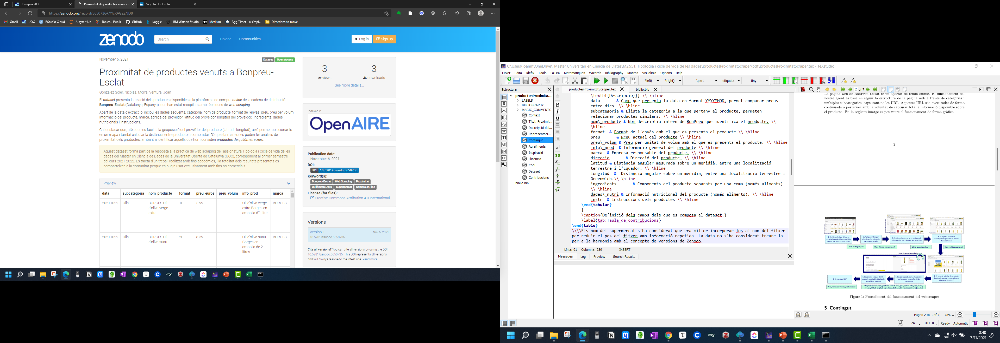 Campus UOC
Proximitat de productes venuts a
Sign In | LinkedIn
https://zenodo.org/record/5650736#.YYcRAG2ZND8
Gmail UOC RStudio Cloud JupyterHub Tableau Public GitHub Kaggle IBM Watson Studio Medium E.gg Timer - a simpl... Directions to move
zenodo
Search
Upload
Communities
Log in
Sign up
November 6, 2021
Dataset Open Access
Proximitat de productes venuts a Bonpreu-
Esclat
Gonzalez Soler, Nicolas; Morral Ventura, Joan
El dataset presenta la relació dels productes disponibles a la plataforma de compra online de la cadena de distribució
Bonpreu-Esclat (Catalunya, Espanya), que han estat recopilats amb tècniques de web scraping.
Apart de la data d'extracció, inclou les dades següents: categoria, nom de producte, format de l'envàs, preu, preu per volum,
informació del producte, marca, adreça del proveïdor, latitud del proveïdor, longitud del proveïdor, ingredients, dades
nutricionals i instruccions.
Cal destacar que, atès que es facilita la geoposició del proveïdor del producte (latitud i longitud), això permet posicionar-lo
en un mapa i també calcular la distància entre productor i comprador. D'aquesta manera es poden fer anàlisis de
proximitat dels productes, arribant a identificar aquells que hom consideri productes de quilòmetre zero.
Aquest dataset forma part de la resposta a la pràctica de web scraping de l'assignatura Tipologia i Cicle de vida de les
dades del Màster en Ciència de Dades de la Universitat Oberta de Catalunya (UOC), corresponent al primer semestre
del curs 2021-2022. Es tracta d'un treball realitzat amb fins acadèmics, i la totalitat dels resultats presentats es
comparteixen a la comunitat perquè es pugin usar exclusivament amb fins no comercials.
Preview
data subcategoria nom_producte format preu_euros preu_volum info_prod marca
20211022 Olis BORGES Oli d'oliva verge extra 1L 5.99 Oli d'oliva verge extra Borges en ampolla d'1 litre BORGES
20211022 Olis BORGES Oli d'oliva suau 2L 8.39 Oli d'oliva suau Borges en ampolla de 2 litres BORGES
3 3
views downloads
See more details...
Indexed in
OpenAIRE
Publication date:
November 6, 2021
DOI:
DOI 10.5281/zenodo.5650736
Keyword(s):
Bonpreu-Esclat Web Scraping Proximitat
Quilòmetre Zero Supermercat Compra on-line
License (for files):
Creative Commons Attribution 4.0 International
Versions
Version 1 Nov 6, 2021
10.5281/zenodo.5650736
Cite all versions? You can cite all versions by using the DOI
10.5281/zenodo.5650735. This DOI represents all versions,
and will always resolve to the latest one. Read more.
C:\Users\joanm\OneDrive\_Màster Universitari en Ciència de Dates\M2.951. Tipologia i cicle de vida de les dades\productesProximitatScraper\pdf\productesProximitatScraper.tex - TeXstudio
Fitxer Edita Idefix Tools LaTeX Matemàtiques Wizards Bibliography Macros Visualitza Options Help
\left( \right) \part etiqueta tiny
Estructura
productesProximita...
LABELS
BIBLIOGRAPHY
MAGIC_COMMENTS
Context
Títol: Proximit...
Descripció del...
Representaci...
Contingut
Agraïments
Inspiració
Llicència
Codi
Dataset
Contribucions
biblio.bib
productesProximitatScraper.tex
biblio.bib
\textbf{Descripció}}} \\ \hline
data & Camp que presenta la data en format YYYYMMDD, permet comparar preus
entre dies. \\ \hline
subcategoria & Llista la categoria a la que pertany el producte, permeten
relacionar productes similars. \\ \hline
nom\_producte & Nom descriptiu intern de BonPreu que identifica el producte. \\
\hline
format & Format de l'envàs amb el que es presenta el producte \\ \hline
preu & Preu actual del producte \\ \hline
preu\_volum & Preu per unitat de volum amb el que es presenta el producte. \\ \hline
info\_prod & Informació general del producte \\ \hline
marca & Empresa responsable del producte. \\ \hline
direccio & Direcció del producte. \\ \hline
latitud & Distància angular mesurada sobre un meridià, entre una localització
terrestre i l'Equador. \\ \hline
longitud & Distància angular sobre un meridià, entre una localització terrestre i
Greenwich.\\ \hline
ingredients & Components del producte separats per una coma (només aliments).
\\ \hline
dades\_nutri & Informació nutricional del producte (només aliments). \\ \hline
instr & Instruccions dels productes \\ \hline
\end{tabular}
}
\caption{Definició dels camps dels que es composa el dataset.}
\label{tab:Taula de contribucions}
\end{table}
\\\\Els nom del supermercat s'ha considerat que era millor incorporar-los al nom del fitxer
per reduir el pes del fitxer amb informació repetida. La data no s'ha considerat treure-la
per a la harmonia amb el concepte de versions de Zenodo.
Línia: 91 Columna: 239 INSERT
Messages Log Preview Search Results
2 of 7
La pàgina web de BonPreu-Esclat té un apartat de tenda online. El funcionament del
nostre agent es basa en seguir la estructura de la pàgina web a través de categories i
multiples subcategories, capturant-ne les URL. Aquestes URL són executades de forma
continuada a posteriori amb la voluntat de capturar tota la informació disponible sobre
el producte. En la següent imatge es pot veure el funcionament de forma gràfica.
2
Figure 1: Procediment del funcionament del webscraper
5 Contingut
Pages 2 to 3 of 7 78%
LT ca UTF-8 Ready Automatic 1 2 3
0:40
7/11/2021